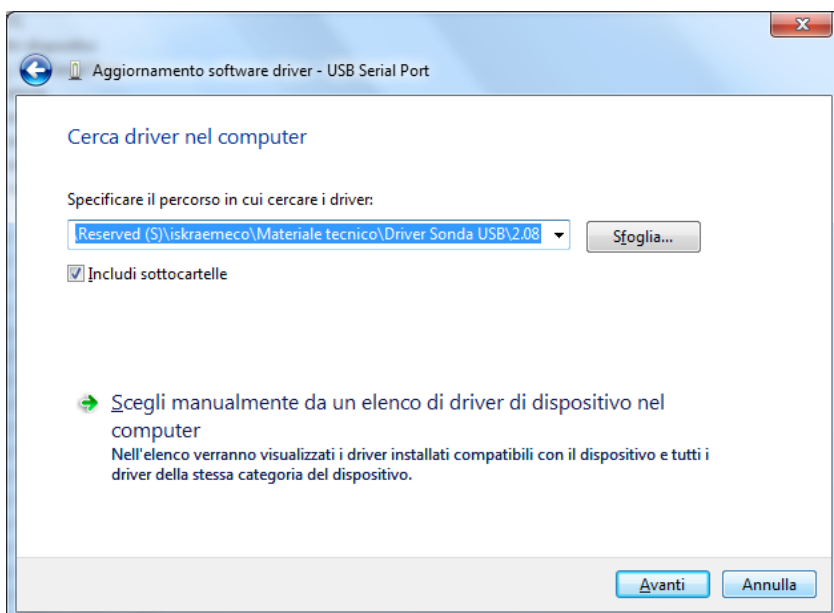 Aggiornamento software driver - USB Serial Port
Cerca driver nel computer
Specificare il percorso in cui cercare i driver:
\Reserved (S)\iskraemeco\Materiale tecnico\Driver Sonda USB\2.08
Sfoglia...
Includi sottocartelle
Scegli manualmente da un elenco di driver di dispositivo nel
computer
Nell'elenco verranno visualizzati i driver installati compatibili con il dispositivo e tutti i
driver della stessa categoria del dispositivo.
Avanti
Annulla